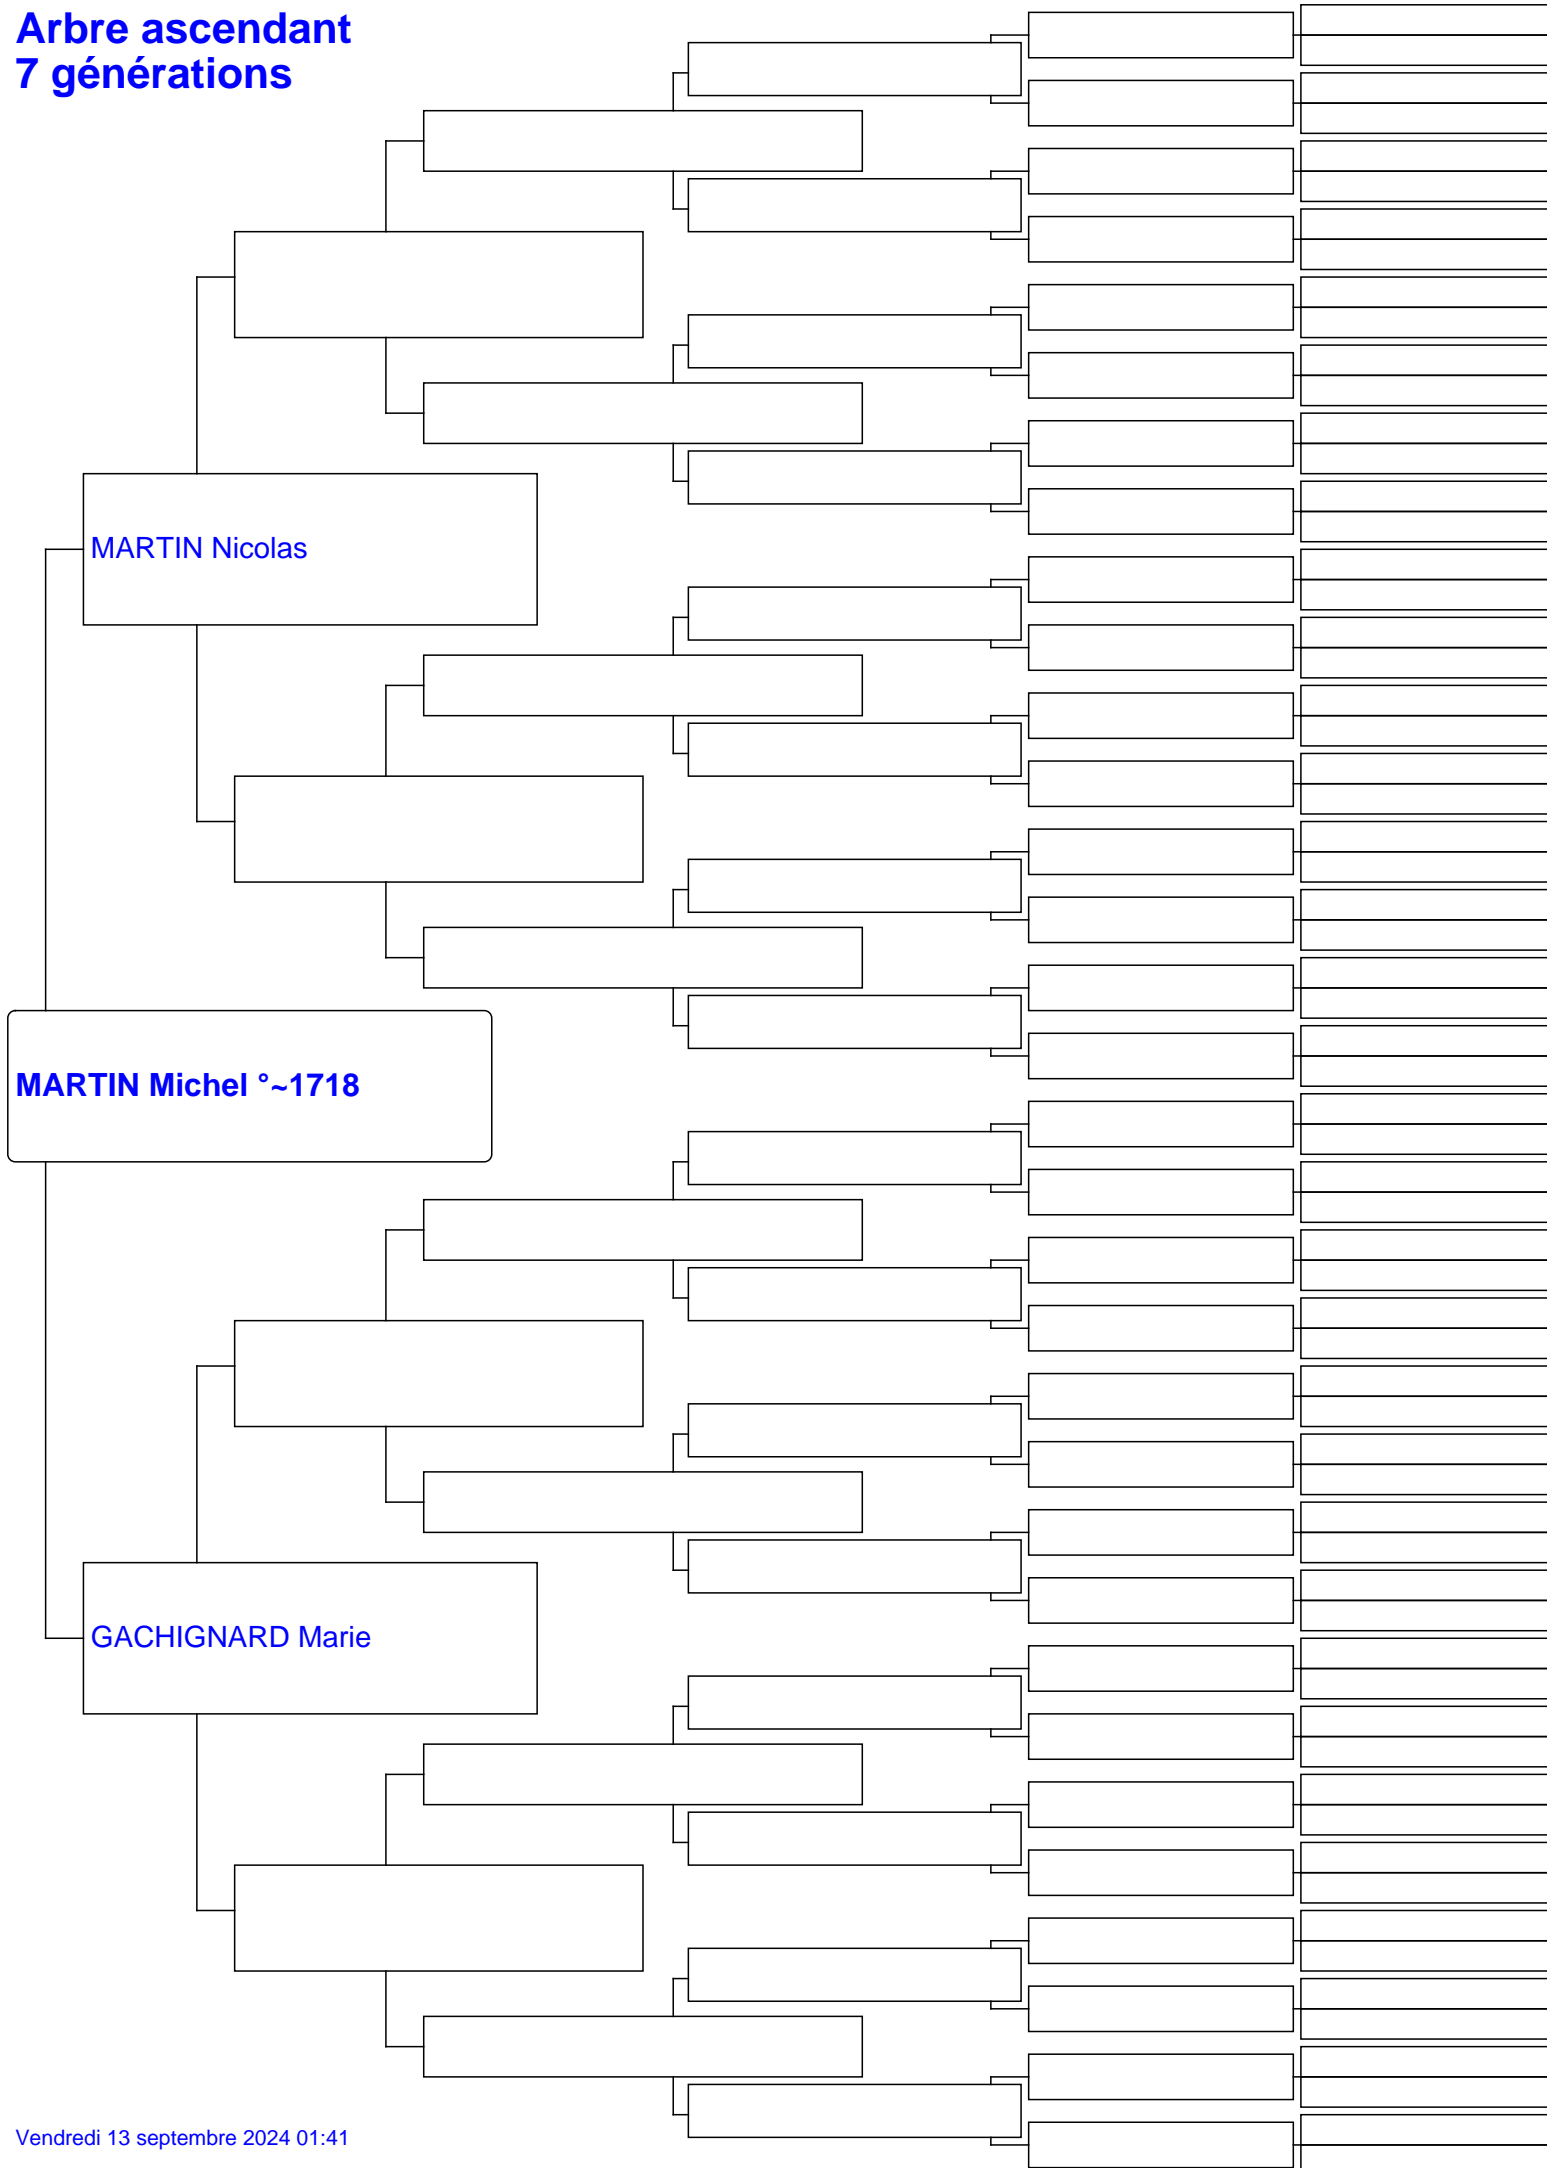 Arbre ascendant
7 générations
MARTIN Nicolas
MARTIN Michel °~1718
GACHIGNARD Marie
Vendredi 13 septembre 2024 01:41